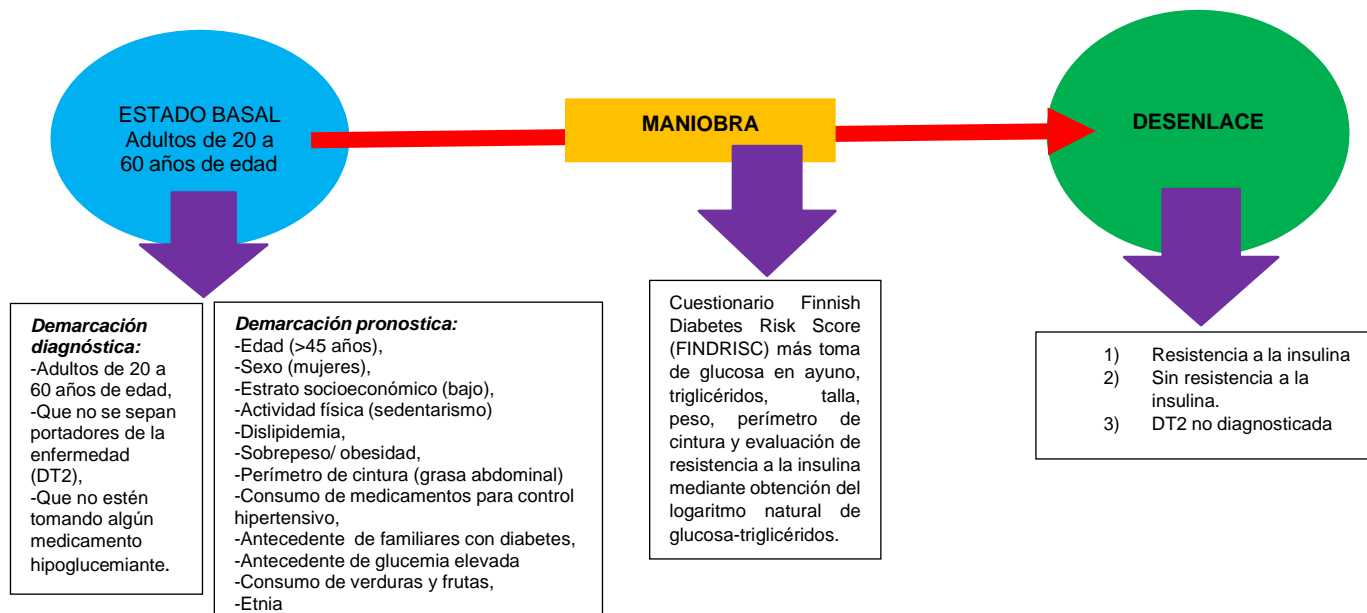 ESTADO BASAL
Adultos de 20 a
60 años de edad
MANIOBRA
DESENLACE
Demarcación
diagnóstica:
-Adultos de 20 a
60 años de edad,
-Que no se sepan
portadores de la
enfermedad
(DT2),
-Que no estén
tomando algún
medicamento
hipoglucemiante.
Demarcación pronostica:
-Edad (>45 años),
-Sexo (mujeres),
-Estrato socioeconómico (bajo),
-Actividad física (sedentarismo)
-Dislipidemia,
-Sobrepeso/ obesidad,
-Perímetro de cintura (grasa abdominal)
-Consumo de medicamentos para control
hipertensivo,
-Antecedente de familiares con diabetes,
-Antecedente de glucemia elevada
-Consumo de verduras y frutas,
-Etnia
Cuestionario Finnish
Diabetes Risk Score
(FINDRISC) más toma
de glucosa en ayuno,
triglicéridos, talla,
peso, perímetro de
cintura y evaluación de
resistencia a la insulina
mediante obtención del
logaritmo natural de
glucosa-triglicéridos.
1) Resistencia a la insulina
2) Sin resistencia a la
insulina.
3) DT2 no diagnosticada